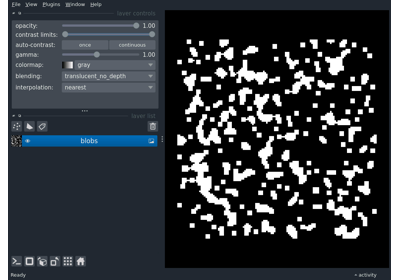 File View Plugins Window Help
layer controls
opacity: 1.00
contrast limits:
auto-contrast: once continuous
gamma: 1.00
colormap: gray
blending: translucent_no_depth
interpolation: nearest
layer list
blobs
Ready
activity